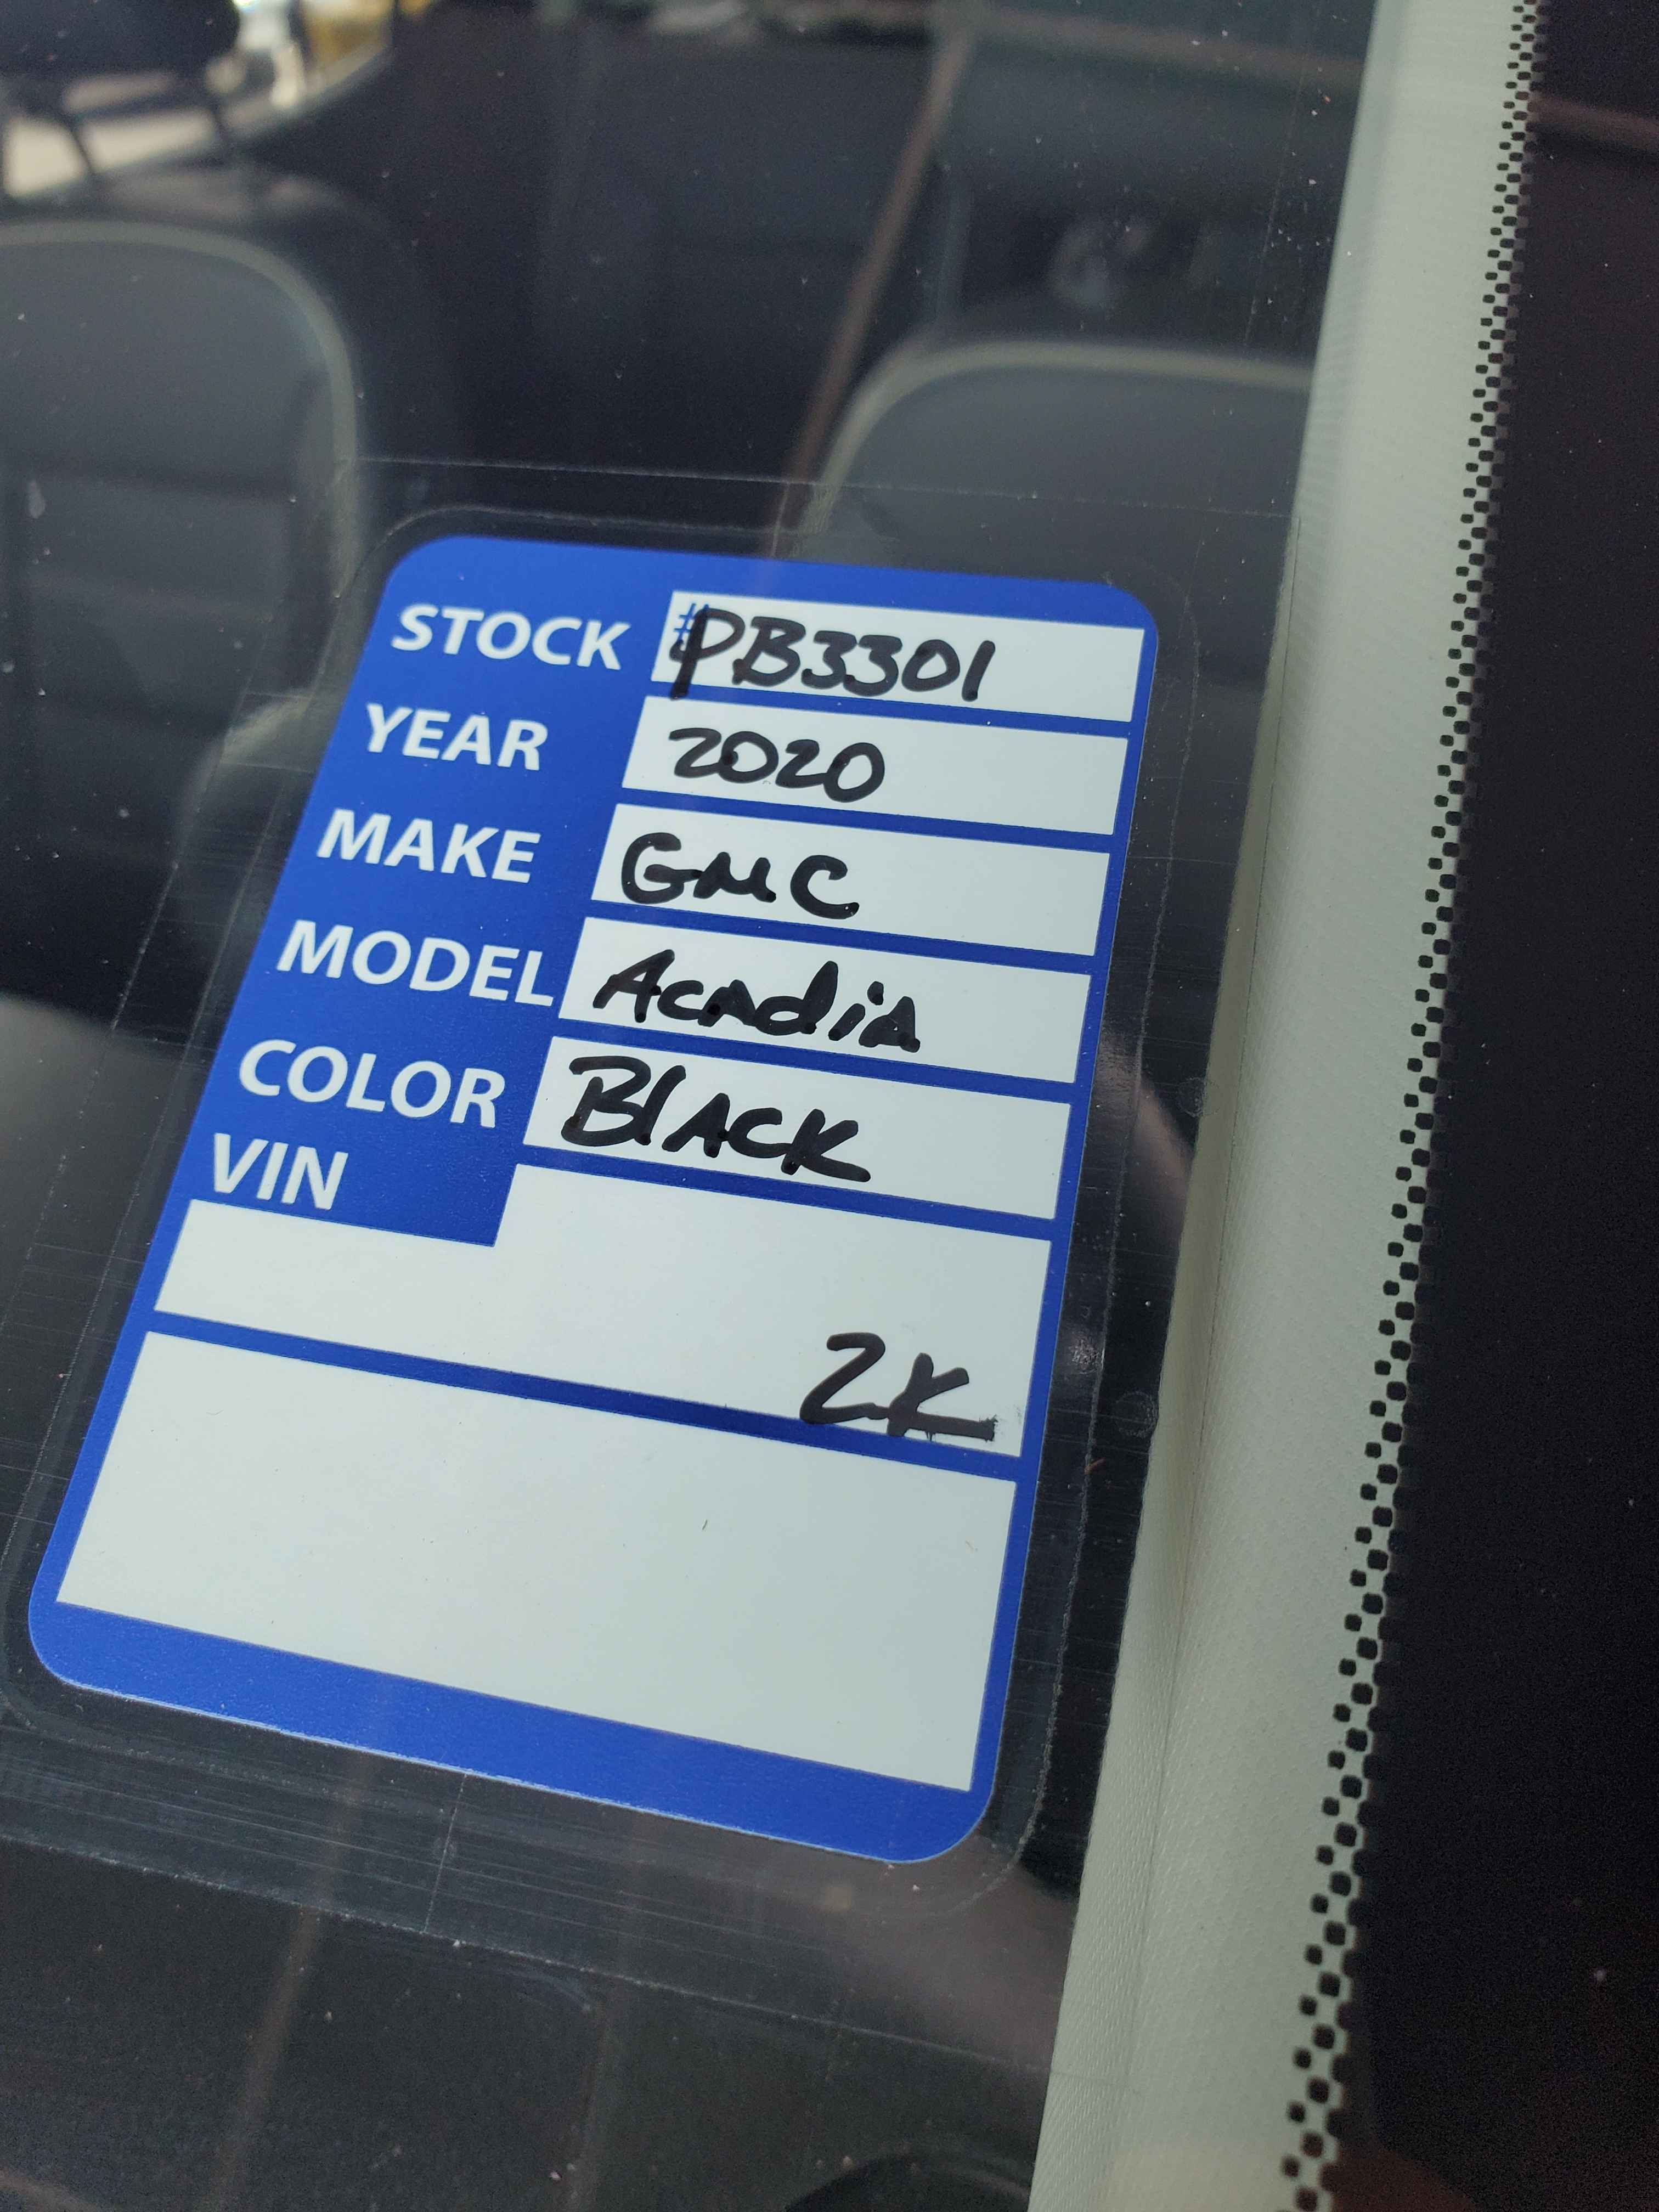 STOCK #PB3301
YEAR 2020
MAKE GMC
MODEL Acadia
COLOR Black
VIN
2K